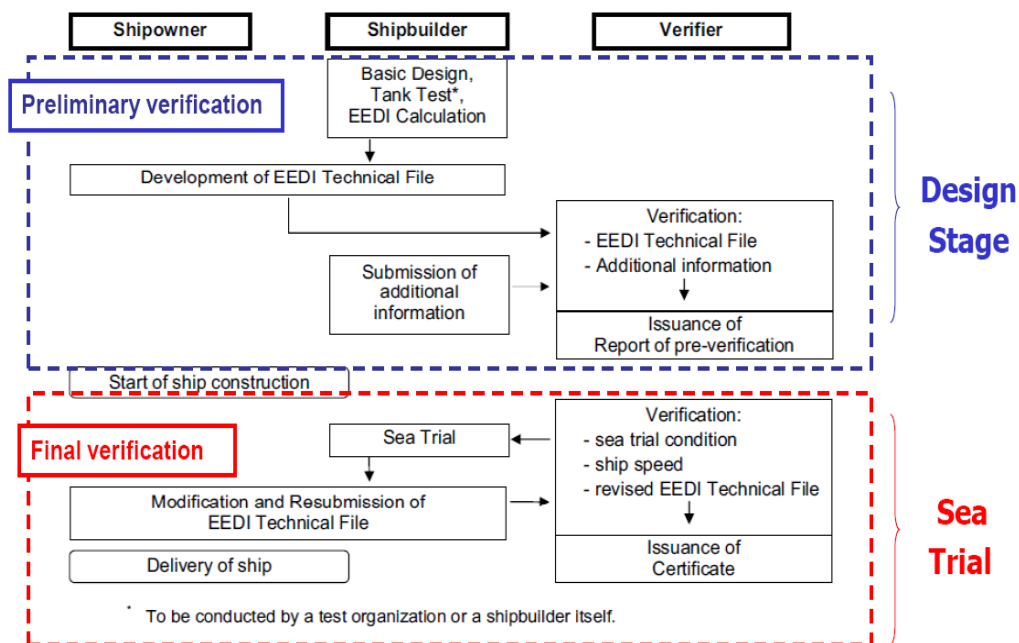 Shipowner
Shipbuilder
Verifier
Basic Design,
Tank Test*,
EEDI Calculation
Preliminary verification
Development of EEDI Technical File
Verification:
- EEDI Technical File
- Additional information
Submission of
additional
information
Issuance of
Report of pre-verification
Design
Stage
Start of ship construction
Final verification
Sea Trial
Verification:
- sea trial condition
- ship speed
- revised EEDI Technical File
Modification and Resubmission of
EEDI Technical File
Issuance of
Certificate
Delivery of ship
Sea
Trial
* To be conducted by a test organization or a shipbuilder itself.